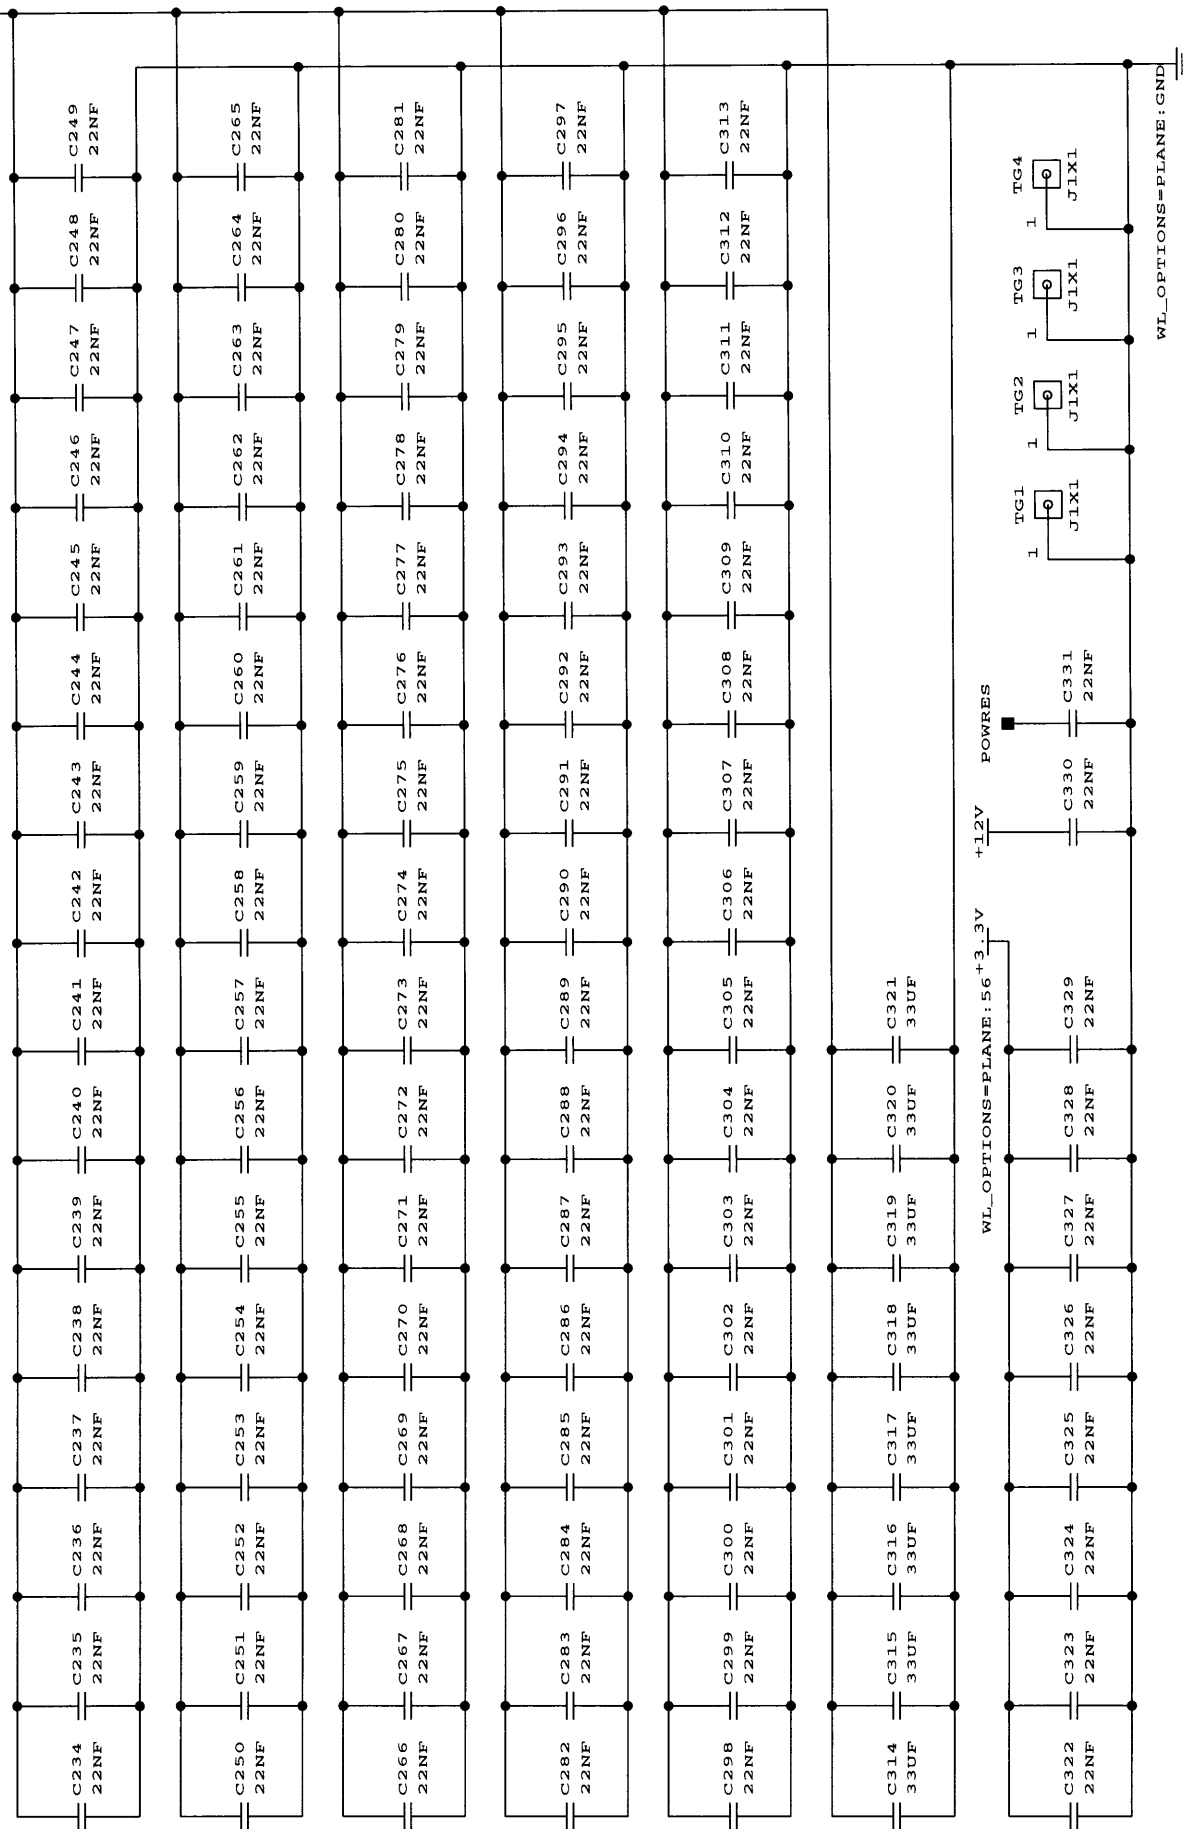 C249
22NF
C248
22NF
C247
22NF
C246
22NF
C245
22NF
C244
22NF
C243
22NF
C242
22NF
C241
22NF
C240
22NF
C239
22NF
C238
22NF
C237
22NF
C236
22NF
C235
22NF
C234
22NF
C265
22NF
C264
22NF
C263
22NF
C262
22NF
C261
22NF
C260
22NF
C259
22NF
C258
22NF
C257
22NF
C256
22NF
C255
22NF
C254
22NF
C253
22NF
C252
22NF
C251
22NF
C250
22NF
C281
22NF
C280
22NF
C279
22NF
C278
22NF
C277
22NF
C276
22NF
C275
22NF
C274
22NF
C273
22NF
C272
22NF
C271
22NF
C270
22NF
C269
22NF
C268
22NF
C267
22NF
C266
22NF
C297
22NF
C296
22NF
C295
22NF
C294
22NF
C293
22NF
C292
22NF
C291
22NF
C290
22NF
C289
22NF
C288
22NF
C287
22NF
C286
22NF
C285
22NF
C284
22NF
C283
22NF
C282
22NF
C313
22NF
C312
22NF
C311
22NF
C310
22NF
C309
22NF
C308
22NF
C307
22NF
C306
22NF
C305
22NF
C304
22NF
C303
22NF
C302
22NF
C301
22NF
C300
22NF
C299
22NF
C298
22NF
C321
33UF
C320
33UF
C319
33UF
C318
33UF
C317
33UF
C316
33UF
C315
33UF
C314
33UF
TG4
1
J1X1
TG3
1
J1X1
TG2
1
J1X1
TG1
1
J1X1
POWRES
C331
22NF
+12V
C330
22NF
+3.3V
WL_OPTIONS=PLANE:56
C329
22NF
C328
22NF
C327
22NF
C326
22NF
C325
22NF
C324
22NF
C323
22NF
C322
22NF
WL_OPTIONS=PLANE:GND